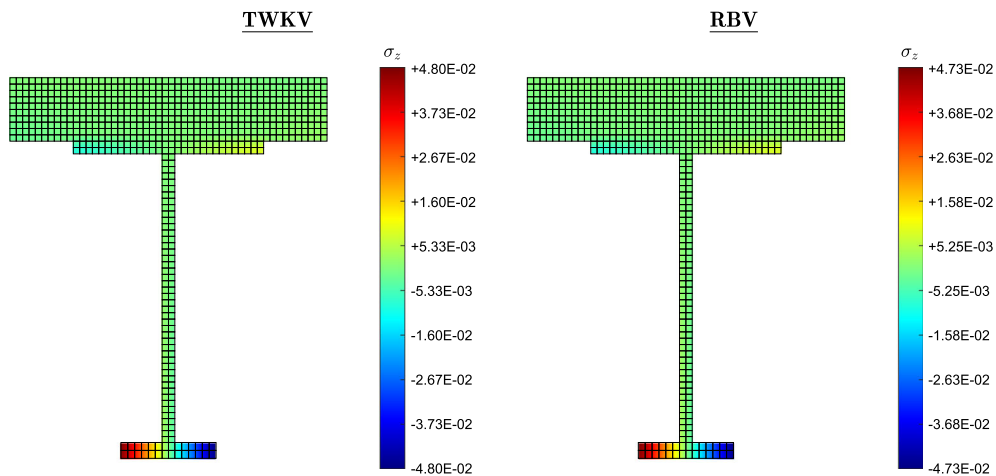 TWKV
σz
+4.80E-02
+3.73E-02
+2.67E-02
+1.60E-02
+5.33E-03
-5.33E-03
-1.60E-02
-2.67E-02
-3.73E-02
-4.80E-02
RBV
σz
+4.73E-02
+3.68E-02
+2.63E-02
+1.58E-02
+5.25E-03
-5.25E-03
-1.58E-02
-2.63E-02
-3.68E-02
-4.73E-02